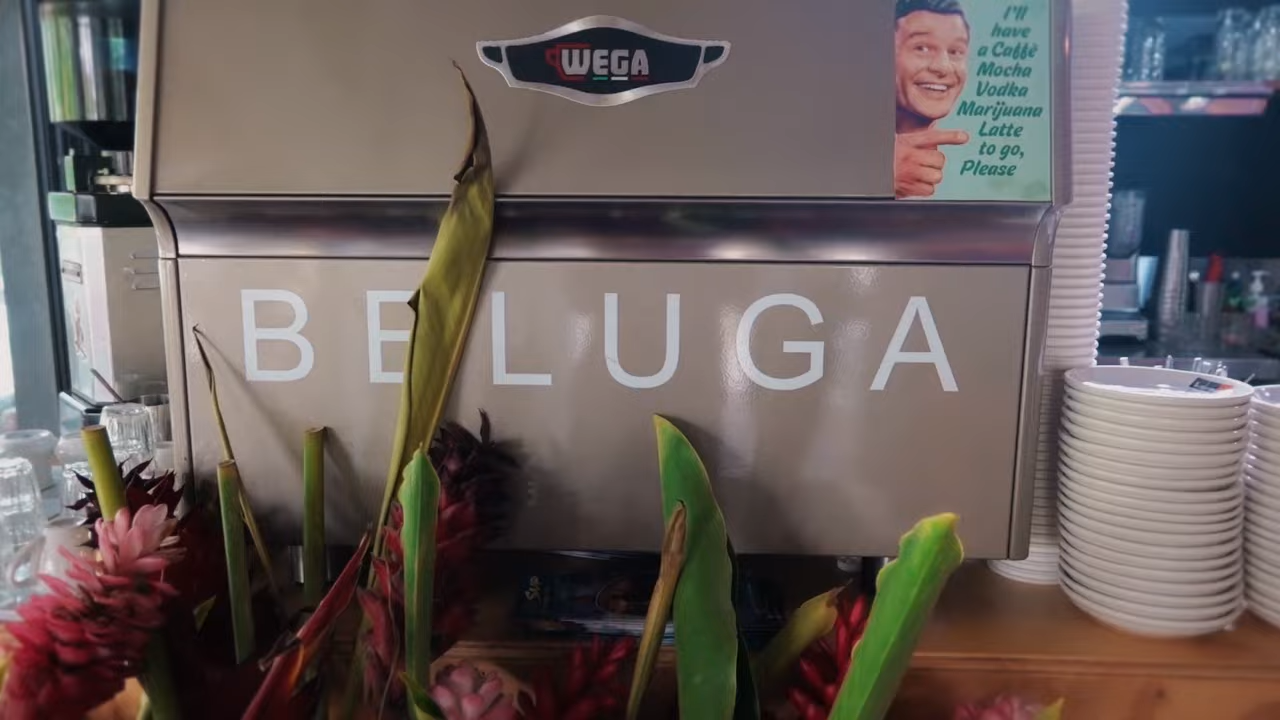 WEGA
I'll
have
a Caffè
Mocha
Vodka
Marijuana
Latte
to go,
Please
BELUGA